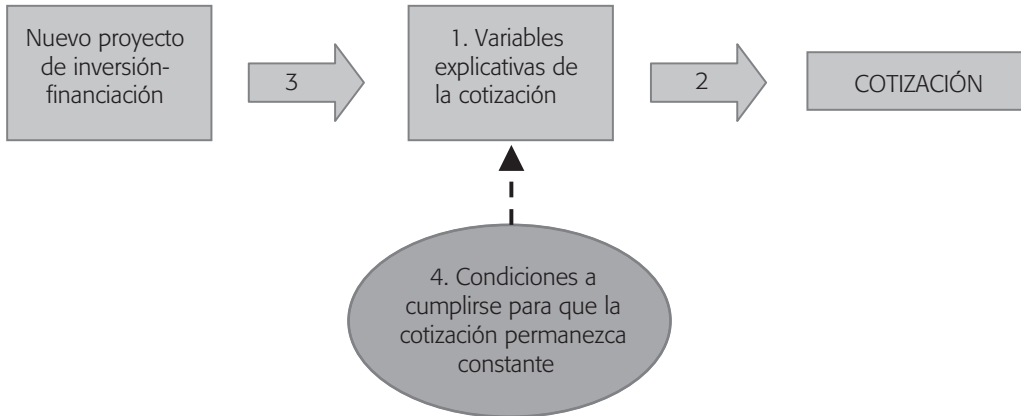 Nuevo proyecto
de inversión-
financiación
3
1. Variables
explicativas de
la cotización
2
COTIZACIÓN
4. Condiciones a
cumplirse para que la
cotización permanezca
constante